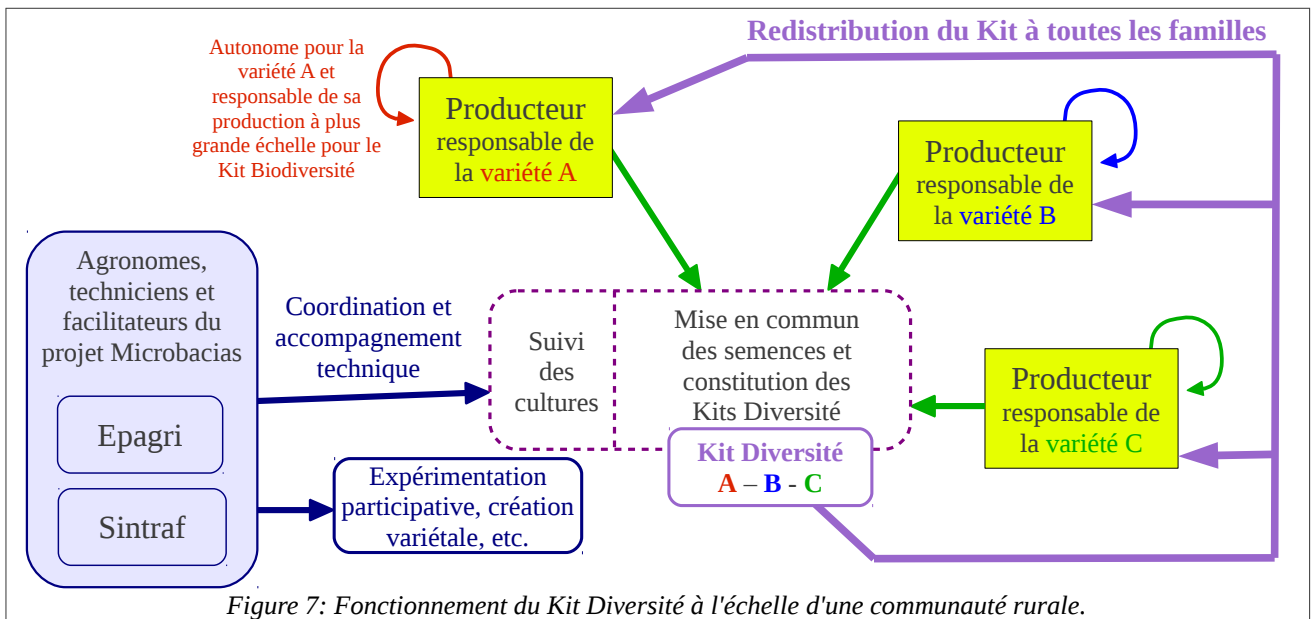 Redistribution du Kit à toutes les familles
Autonome pour la
variété A et
responsable de sa
production à plus
grande échelle pour le
Kit Biodiversité
Producteur
responsable de
la variété A
Producteur
responsable de
la variété B
Agronomes,
techniciens et
facilitateurs du
projet Microbacias
Epagri
Sintraf
Coordination et
accompagnement
technique
Suivi
des
cultures
Mise en commun
des semences et
constitution des
Kits Diversité
Producteur
responsable de
la variété C
Kit Diversité
A – B - C
Expérimentation
participative, création
variétale, etc.
Figure 7: Fonctionnement du Kit Diversité à l'échelle d'une communauté rurale.